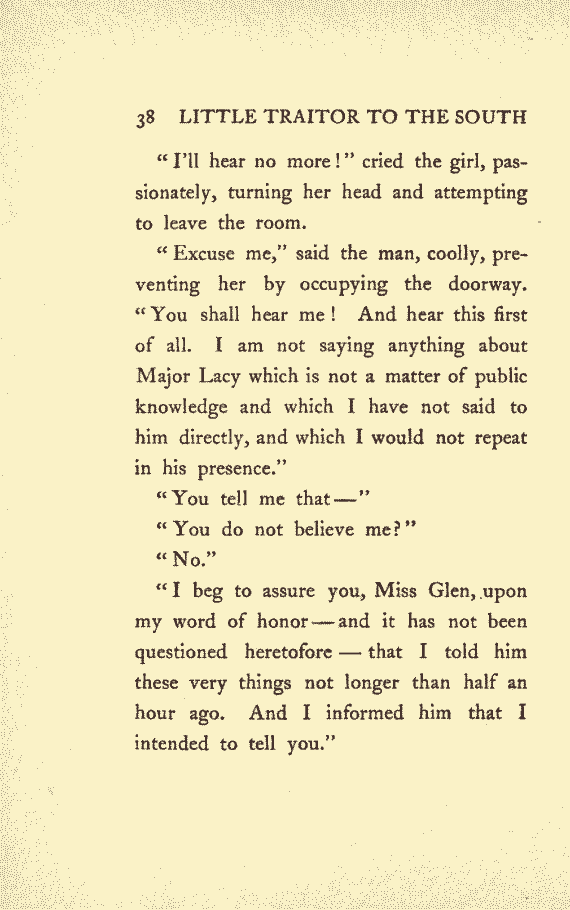 38 LITTLE TRAITOR TO THE SOUTH
“I’ll hear no more!” cried the girl, pas-
sionately, turning her head and attempting
to leave the room.
“Excuse me,” said the man, coolly, pre-
venting her by occupying the doorway.
“You shall hear me! And hear this first
of all. I am not saying anything about
Major Lacy which is not a matter of public
knowledge and which I have not said to
him directly, and which I would not repeat
in his presence.”
“You tell me that—”
“You do not believe me?”
“No.”
“I beg to assure you, Miss Glen, upon
my word of honor—and it has not been
questioned heretofore — that I told him
these very things not longer than half an
hour ago. And I informed him that I
intended to tell you.”